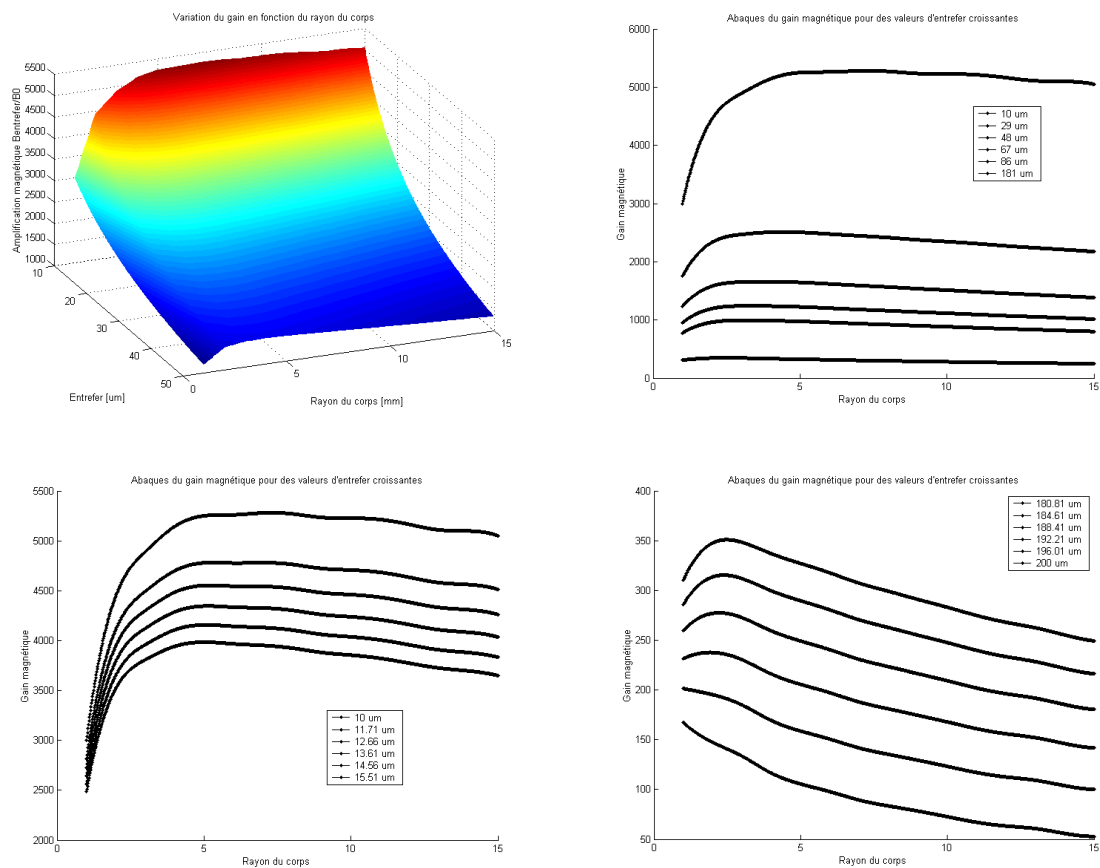 Variation du gain en fonction du rayon du corps
Amplification magnétique Bentrefer/B0
5500
5000
4500
4000
3500
3000
2500
2000
1500
1000
10
20
30
40
50
Entrefer [um]
0
5
10
15
Rayon du corps [mm]
Abaques du gain magnétique pour des valeurs d'entrefer croissantes
Gain magnétique
6000
5000
4000
3000
2000
1000
0
10 um
29 um
48 um
67 um
86 um
181 um
0
5
10
15
Rayon du corps
Abaques du gain magnétique pour des valeurs d'entrefer croissantes
Gain magnétique
5500
5000
4500
4000
3500
3000
2500
2000
10 um
11.71 um
12.66 um
13.61 um
14.56 um
15.51 um
0
5
10
15
Rayon du corps
Abaques du gain magnétique pour des valeurs d'entrefer croissantes
Gain magnétique
400
350
300
250
200
150
100
50
180.81 um
184.61 um
188.41 um
192.21 um
196.01 um
200 um
0
5
10
15
Rayon du corps